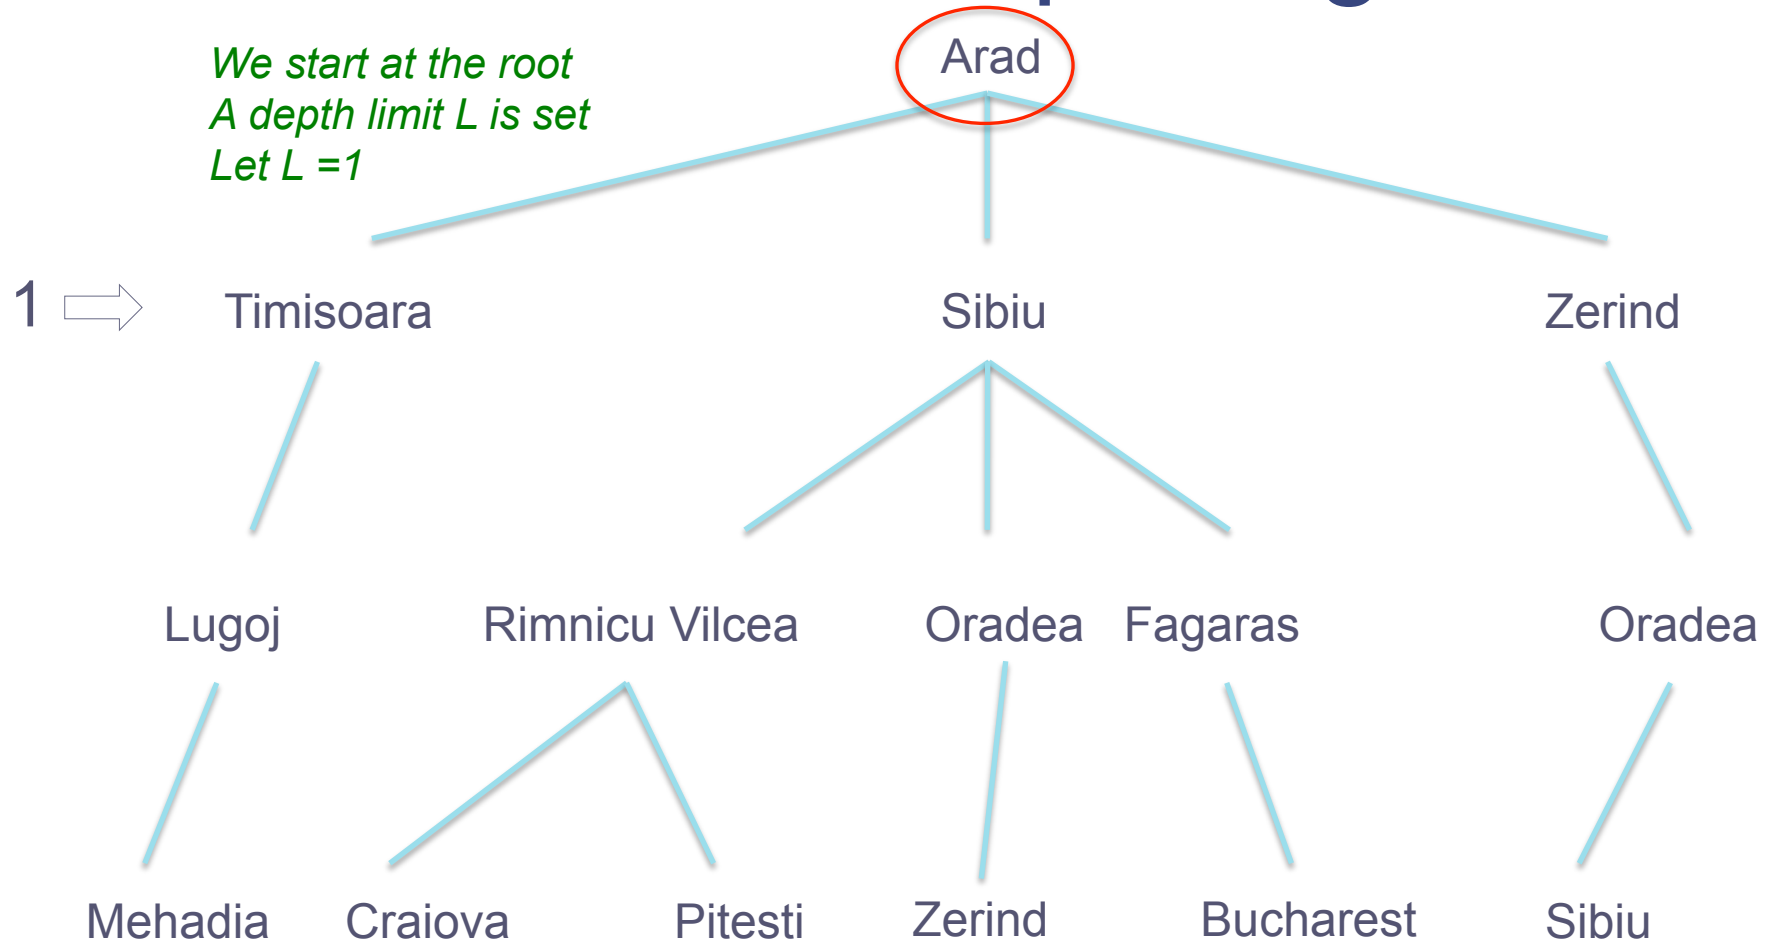 Arad
We start at the root
A depth limit L is set
Let L =1
1 Timisoara Sibiu Zerind
Lugoj Rimnicu Vilcea Oradea Fagaras Oradea
Mehadia Craiova Pitesti Zerind Bucharest Sibiu